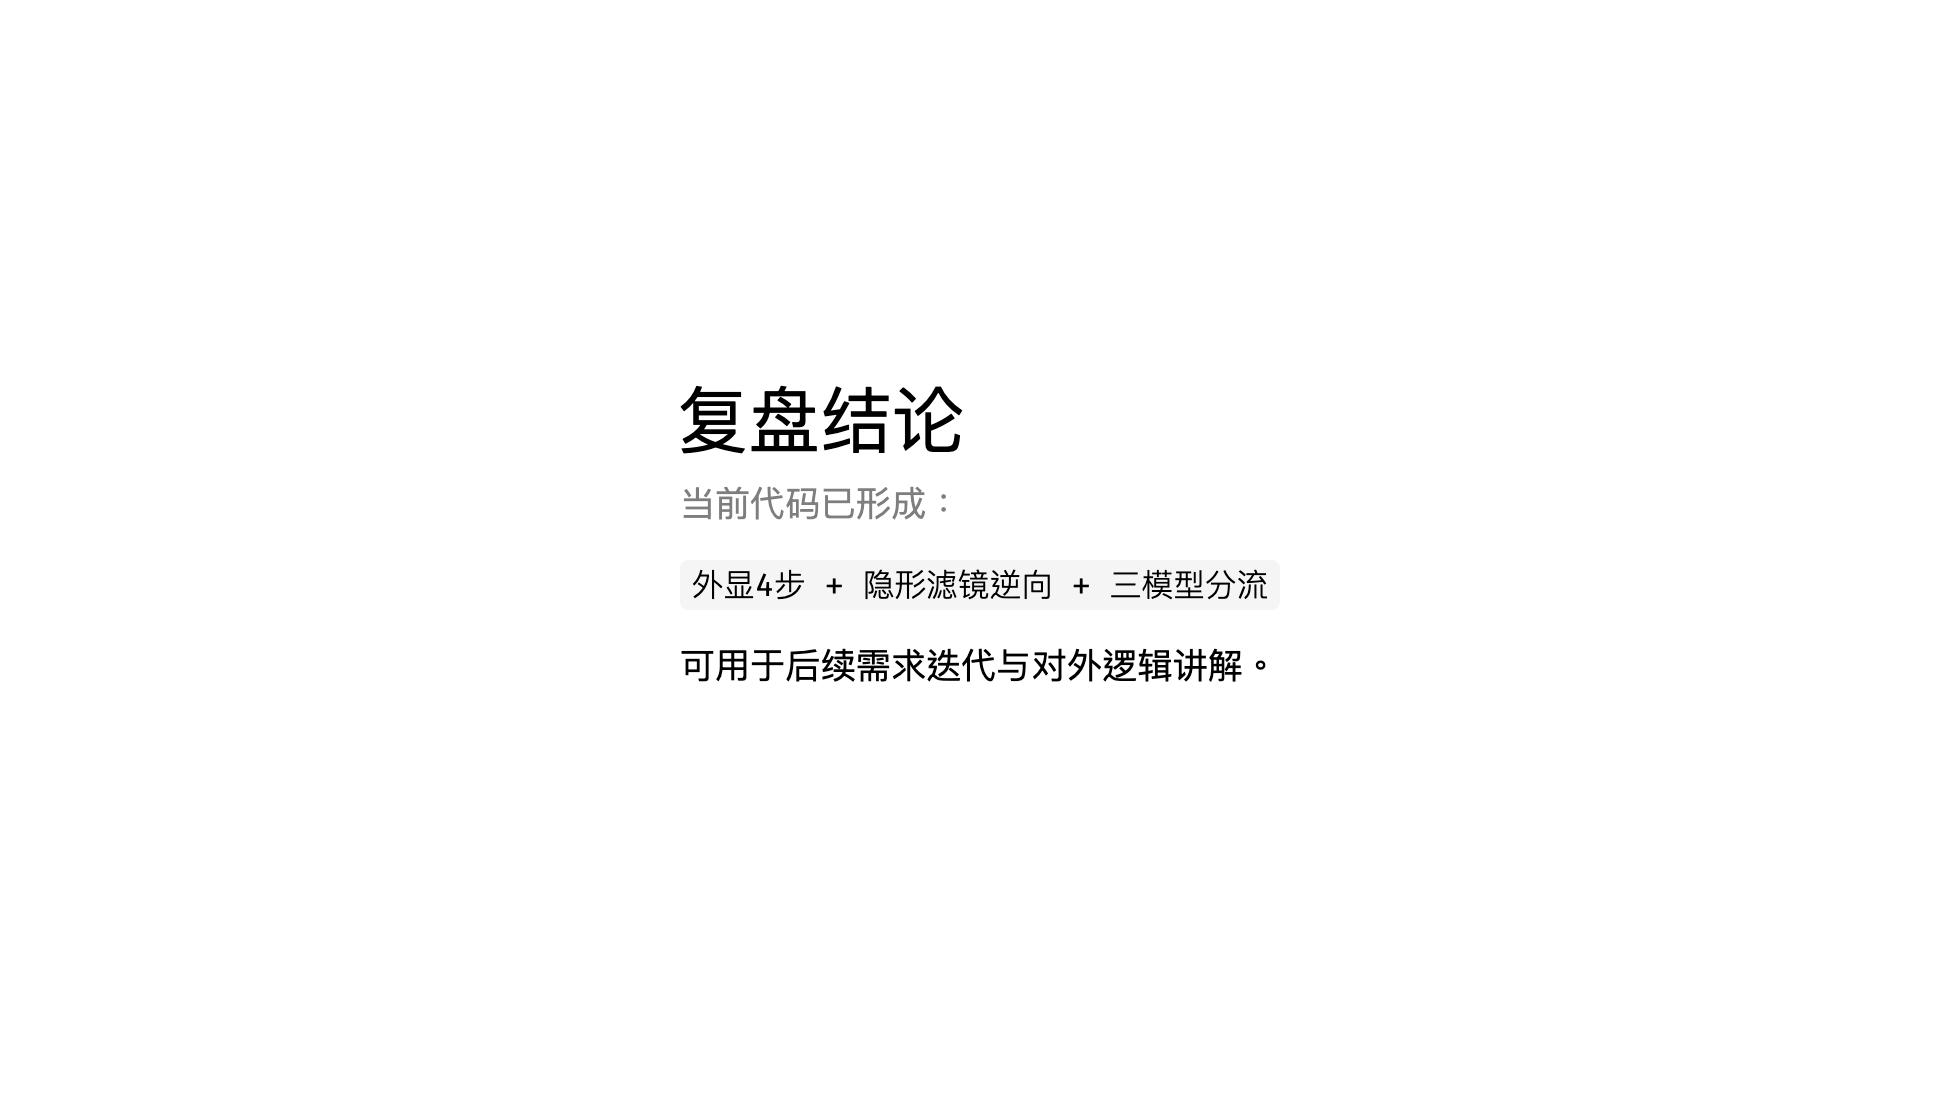 复盘结论
当前代码已形成：
外显4步 + 隐形滤镜逆向 + 三模型分流
可用于后续需求迭代与对外逻辑讲解。